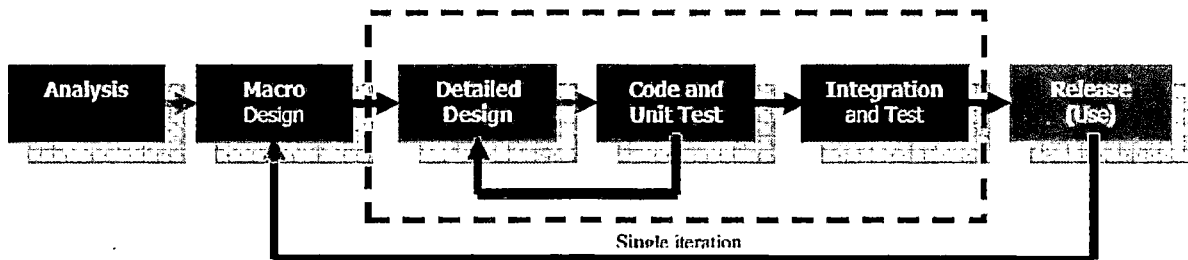 Analysis
Macro
Design
Detailed
Design
Code and
Unit Test
Integration
and Test
Release
(Use)
Single iteration